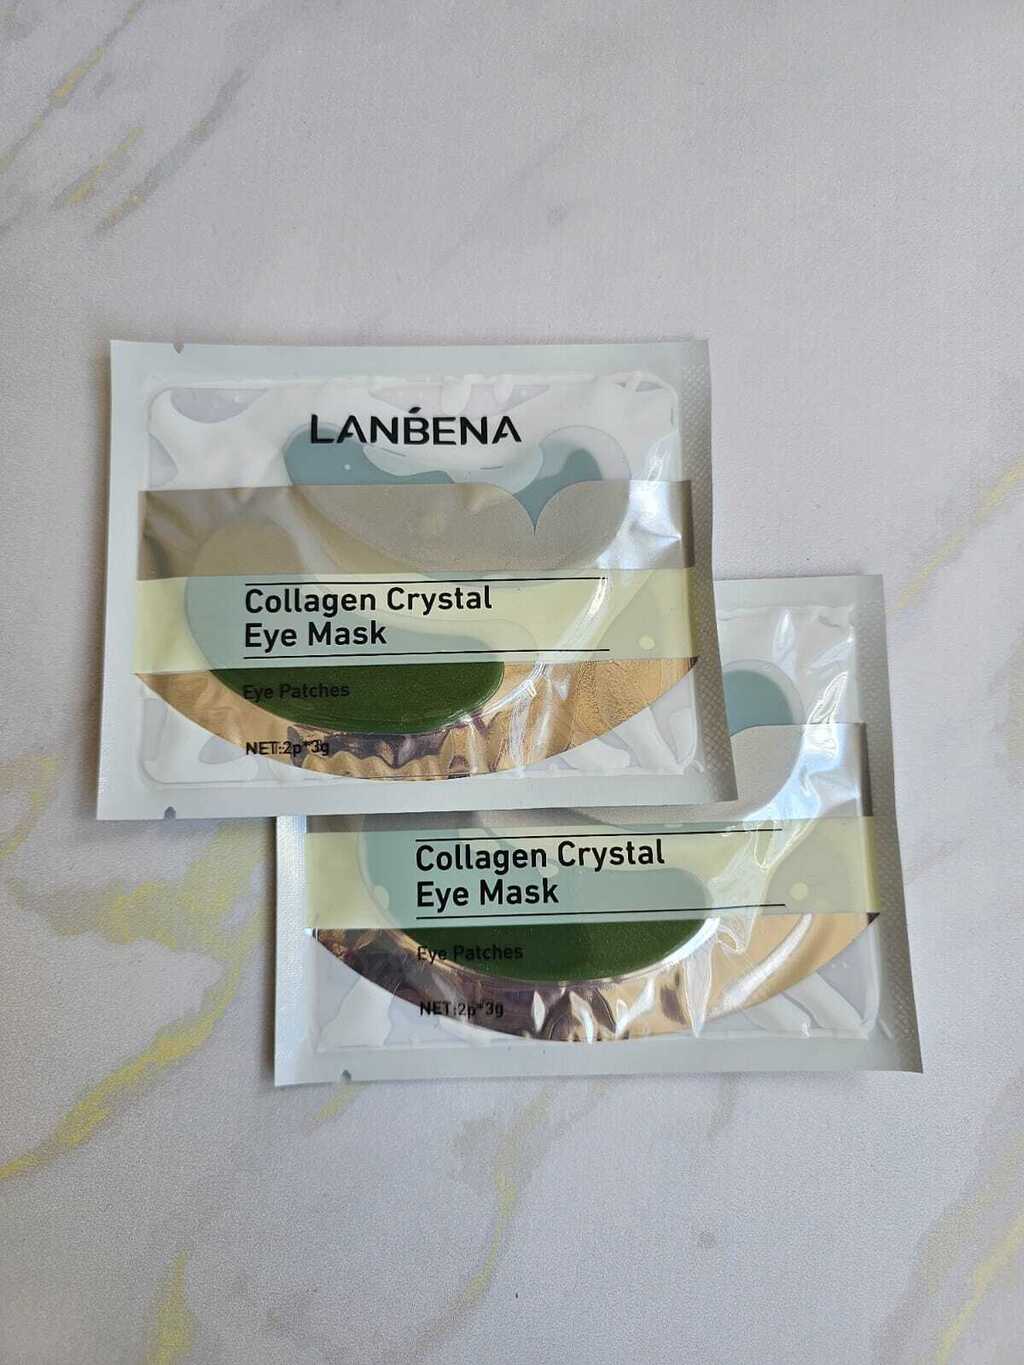 LANBENA
Collagen Crystal
Eye Mask
Eye Patches
NET:2p*3g
Collagen Crystal
Eye Mask
Eye Patches
NET:2p*3g